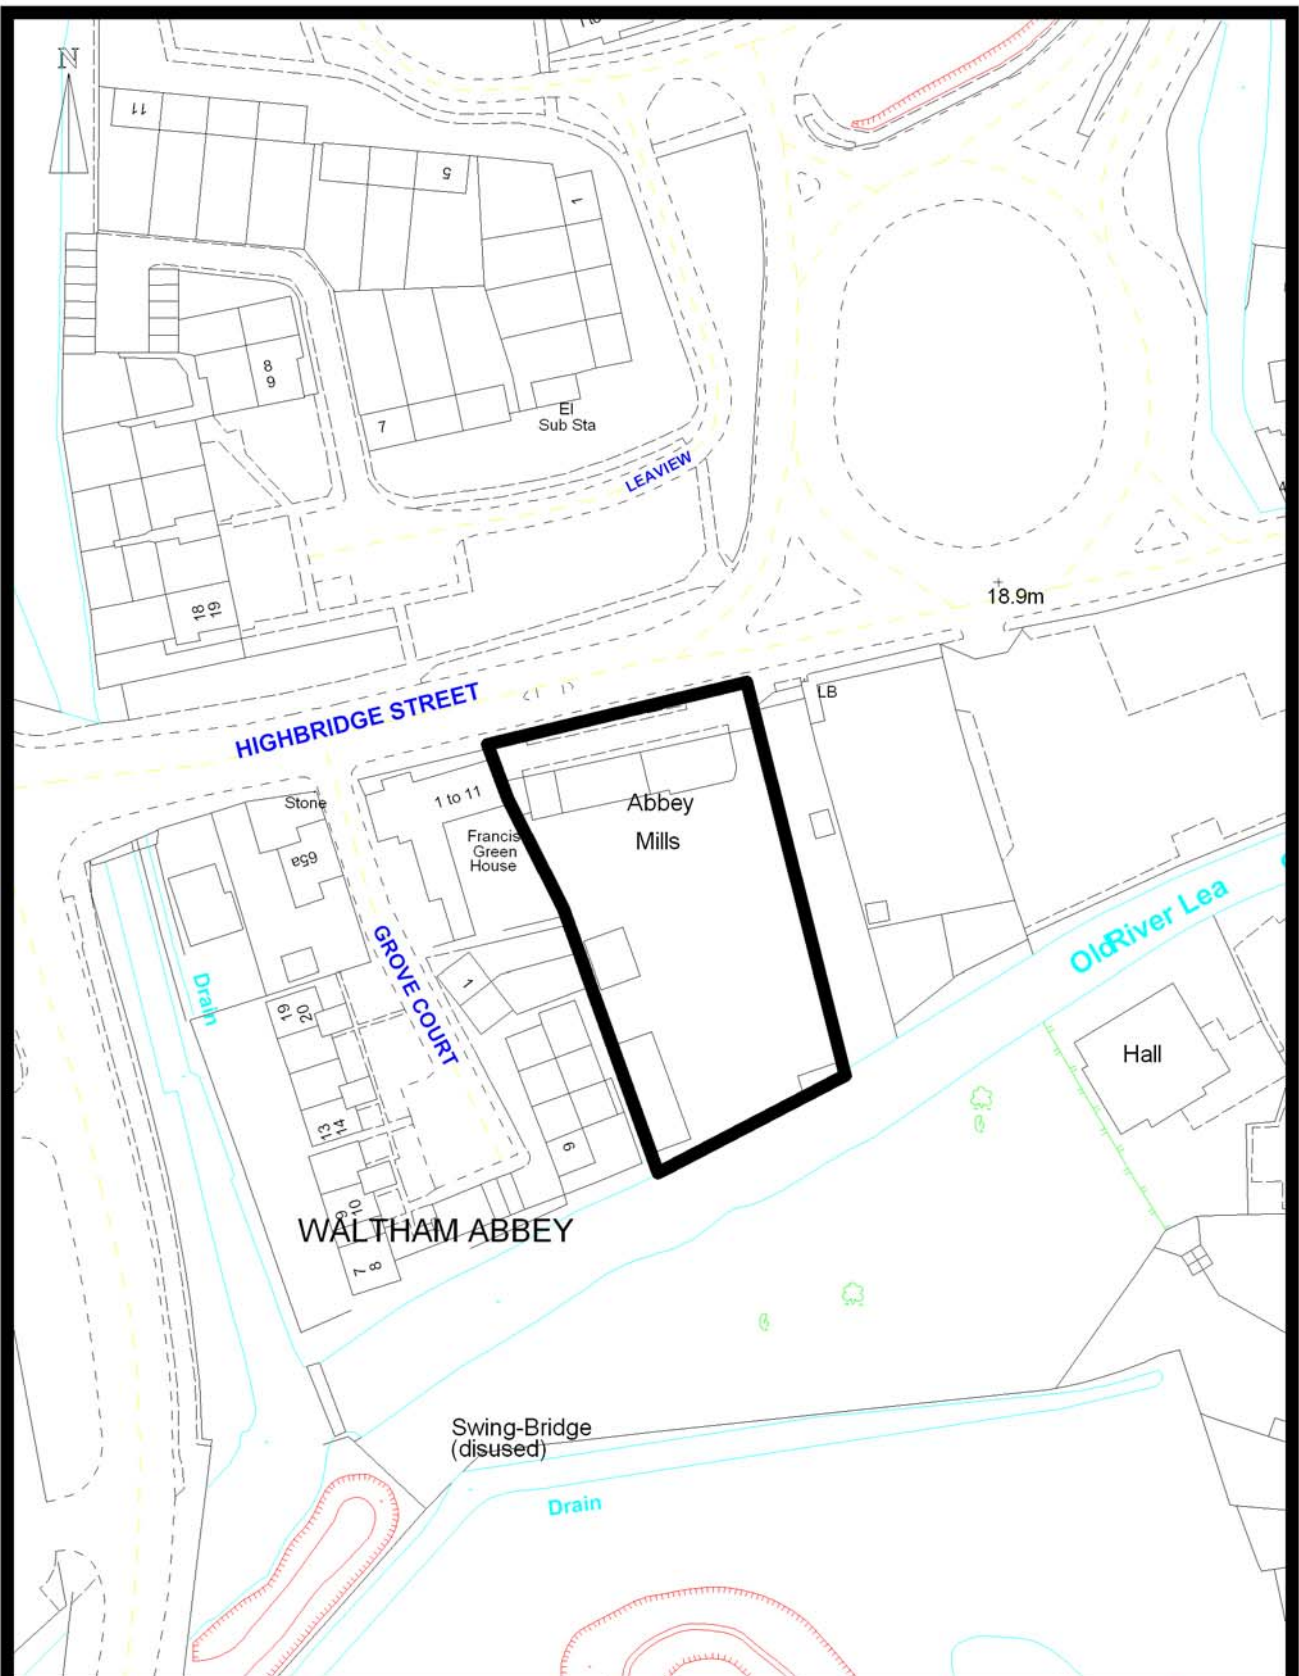 N
11
5
1
8
9
7
El
Sub Sta
LEAVIEW
18
19
18.9m
HIGHBRIDGE STREET
LB
Stone
1 to 11
Abbey
Mills
65a
Francis
Green
House
Old River Lea
GROVE COURT
1
Drain
19
20
Hall
13
14
9
9
10
WALTHAM ABBEY
7
8
Swing-Bridge
(disused)
Drain